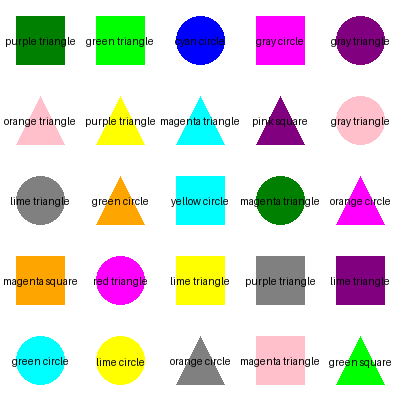 purple triangle green triangle cyan circle gray circle gray triangle
orange triangle purple triangle magenta triangle pink square gray triangle
lime triangle green circle yellow circle magenta triangle orange circle
magenta square red triangle lime triangle purple triangle lime triangle
green circle lime circle orange circle magenta triangle green square